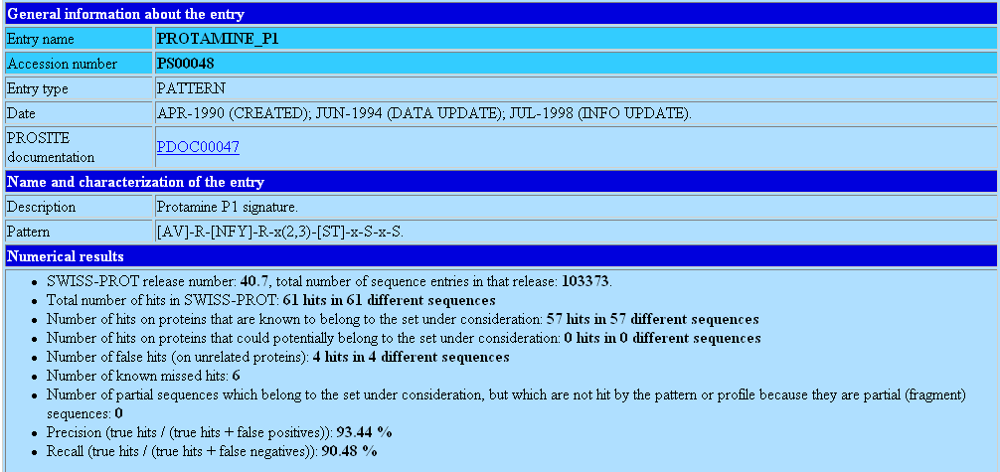 General information about the entry
Entry name PROTAMINE_P1
Accession number PS00048
Entry type PATTERN
Date APR-1990 (CREATED); JUN-1994 (DATA UPDATE); JUL-1998 (INFO UPDATE).
PROSITE
documentation PDOC00047
Name and characterization of the entry
Description Protamine P1 signature.
Pattern [AV]-R-[NFY]-R-x(2,3)-[ST]-x-S-x-S.
Numerical results
• SWISS-PROT release number: 40.7, total number of sequence entries in that release: 103373.
• Total number of hits in SWISS-PROT: 61 hits in 61 different sequences
• Number of hits on proteins that are known to belong to the set under consideration: 57 hits in 57 different sequences
• Number of hits on proteins that could potentially belong to the set under consideration: 0 hits in 0 different sequences
• Number of false hits (on unrelated proteins): 4 hits in 4 different sequences
• Number of known missed hits: 6
• Number of partial sequences which belong to the set under consideration, but which are not hit by the pattern or profile because they are partial (fragment)
sequences: 0
• Precision (true hits / (true hits + false positives)): 93.44 %
• Recall (true hits / (true hits + false negatives)): 90.48 %